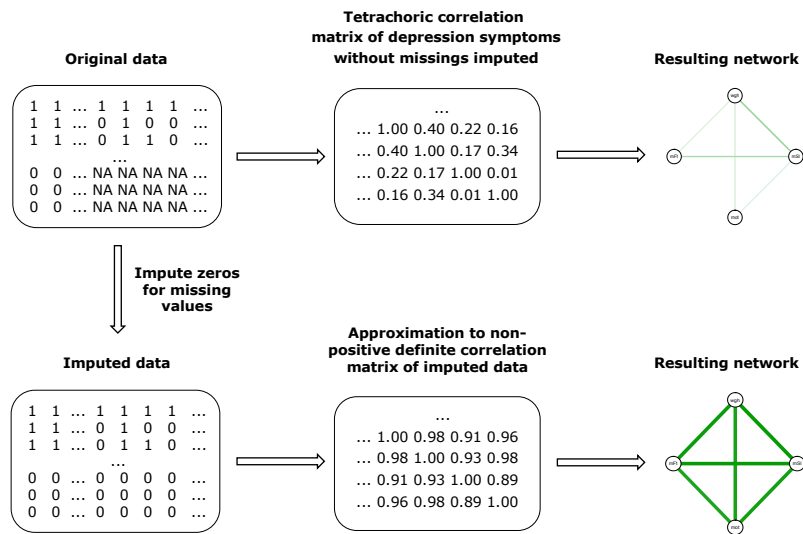 Original data
1 1 ... 1 1 1 1 ...
1 1 ... 0 1 0 0 ...
1 1 ... 0 1 1 0 ...
...
0 0 ... NA NA NA NA ...
0 0 ... NA NA NA NA ...
0 0 ... NA NA NA NA ...
Tetrachoric correlation
matrix of depression symptoms
without missings imputed
...
... 1.00 0.40 0.22 0.16
... 0.40 1.00 0.17 0.34
... 0.22 0.17 1.00 0.01
... 0.16 0.34 0.01 1.00
Resulting network
wgh
mFt
mSl
mot
Impute zeros
for missing
values
Imputed data
1 1 ... 1 1 1 1 ...
1 1 ... 0 1 0 0 ...
1 1 ... 0 1 1 0 ...
...
0 0 ... 0 0 0 0 ...
0 0 ... 0 0 0 0 ...
0 0 ... 0 0 0 0 ...
Approximation to non-
positive definite correlation
matrix of imputed data
...
... 1.00 0.98 0.91 0.96
... 0.98 1.00 0.93 0.98
... 0.91 0.93 1.00 0.89
... 0.96 0.98 0.89 1.00
Resulting network
wgh
mFt
mSl
mot